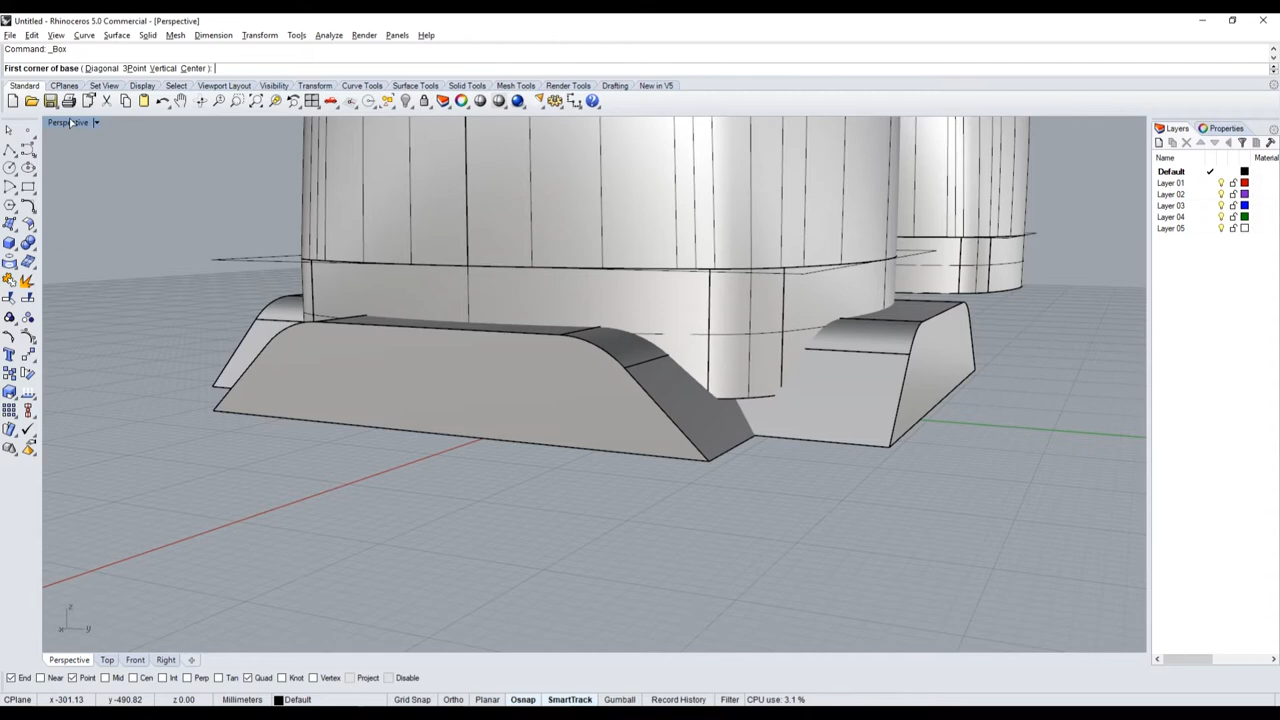 Untitled - Rhinoceros 5.0 Commercial - [Perspective]
File Edit View Curve Surface Solid Mesh Dimension Transform Tools Analyze Render Panels Help
Command: _Box
First corner of base ( Diagonal 3Point Vertical Center ):
Standard CPlanes Set View Display Select Viewport Layout Visibility Transform Curve Tools Surface Tools Solid Tools Mesh Tools Render Tools Drafting New in V5
Perspective
Layers Properties
Name Material
Default
Layer 01
Layer 02
Layer 03
Layer 04
Layer 05
z
x y
Perspective Top Front Right
End Near Point Mid Cen Int Perp Tan Quad Knot Vertex Project Disable
CPlane x -301.13 y -490.82 z 0.00 Millimeters Default Grid Snap Ortho Planar Osnap SmartTrack Gumball Record History Filter CPU use: 3.1 %